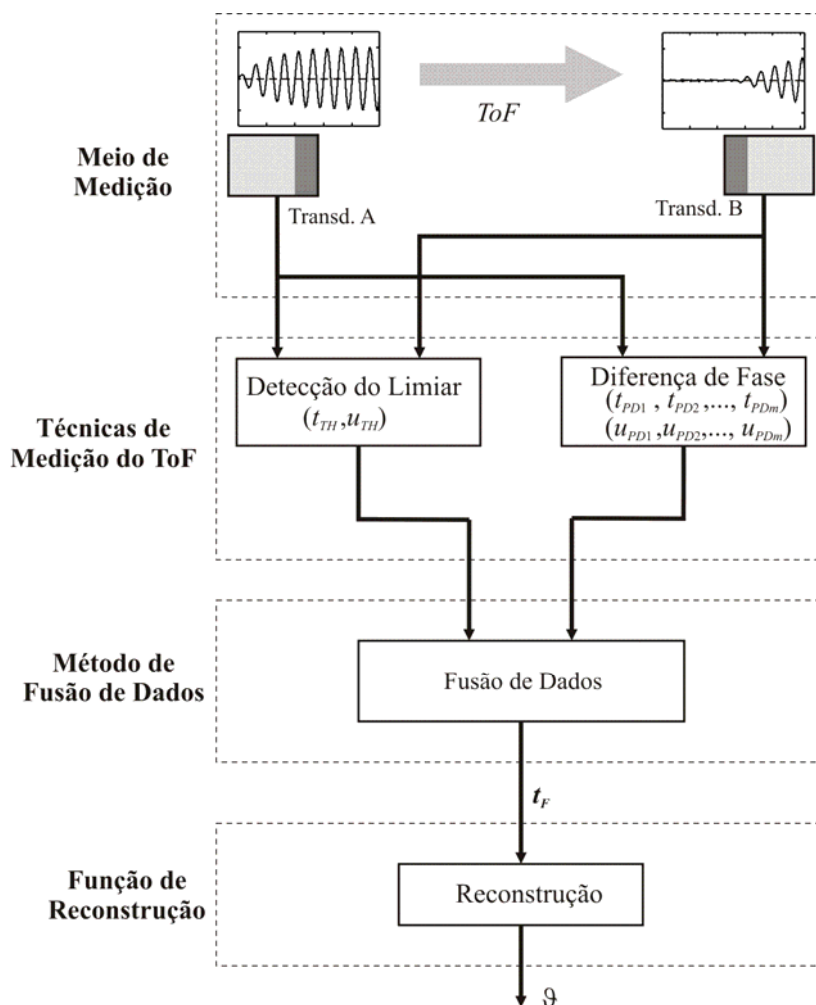 ToF
Meio de
Medição
Transd. A
Transd. B
Técnicas de
Medição do ToF
Detecção do Limiar
(t_TH, u_TH)
Diferença de Fase
(t_PD1, t_PD2,..., t_PDm)
(u_PD1, u_PD2,..., u_PDm)
Método de
Fusão de Dados
Fusão de Dados
t_F
Função de
Reconstrução
Reconstrução
ϑ